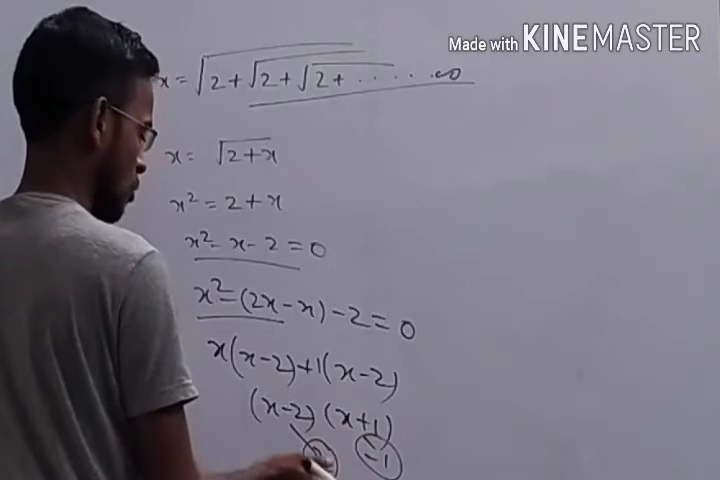 Made with KINEMASTER
x = √2 + √2 + √2 + . . . . . . ∞
x = √2 + x
x² = 2 + x
x² - x - 2 = 0
x² = (2x - x) - 2 = 0
x(x-2) + 1(x-2)
(x-2) (x+1)
-1